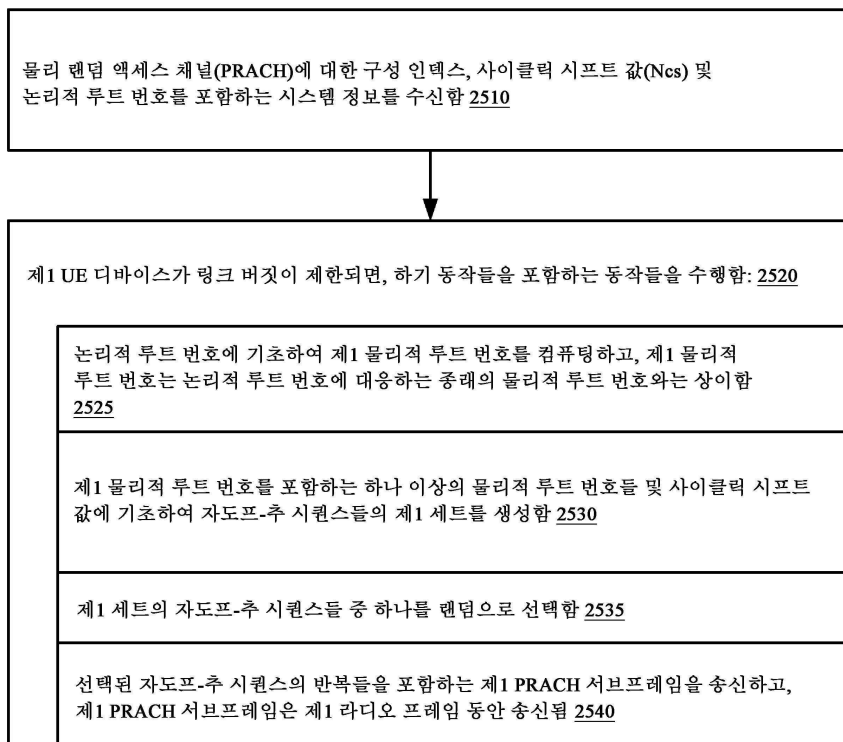 물리 랜덤 액세스 채널(PRACH)에 대한 구성 인덱스, 사이클릭 시프트 값(Ncs) 및
논리적 루트 번호를 포함하는 시스템 정보를 수신함 2510
제1 UE 디바이스가 링크 버짓이 제한되면, 하기 동작들을 포함하는 동작들을 수행함: 2520
논리적 루트 번호에 기초하여 제1 물리적 루트 번호를 컴퓨팅하고, 제1 물리적
루트 번호는 논리적 루트 번호에 대응하는 종래의 물리적 루트 번호와는 상이함
2525
제1 물리적 루트 번호를 포함하는 하나 이상의 물리적 루트 번호들 및 사이클릭 시프트
값에 기초하여 자도프-추 시퀀스들의 제1 세트를 생성함 2530
제1 세트의 자도프-추 시퀀스들 중 하나를 랜덤으로 선택함 2535
선택된 자도프-추 시퀀스의 반복들을 포함하는 제1 PRACH 서브프레임을 송신하고,
제1 PRACH 서브프레임은 제1 라디오 프레임 동안 송신됨 2540